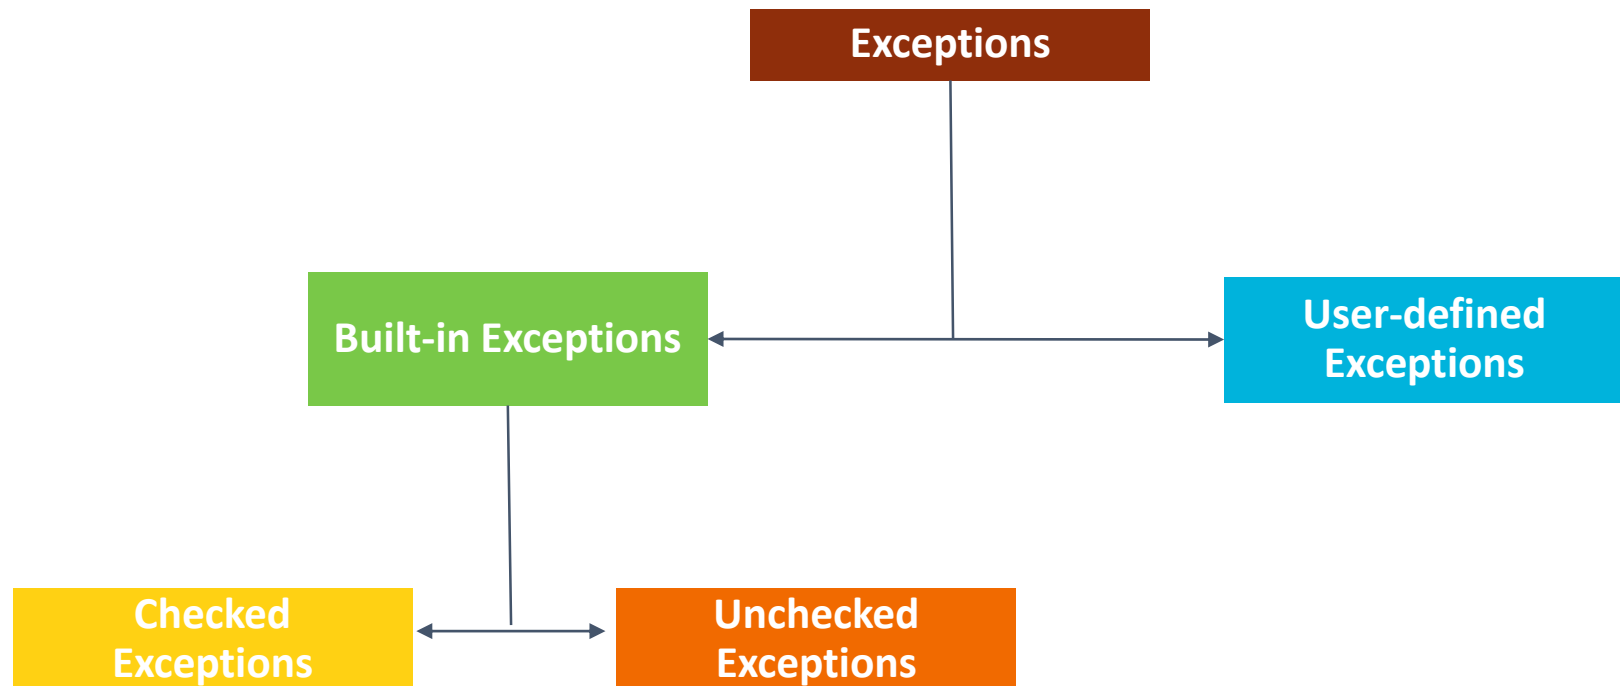 Exceptions
Built-in Exceptions
User-defined
Exceptions
Checked
Exceptions
Unchecked
Exceptions